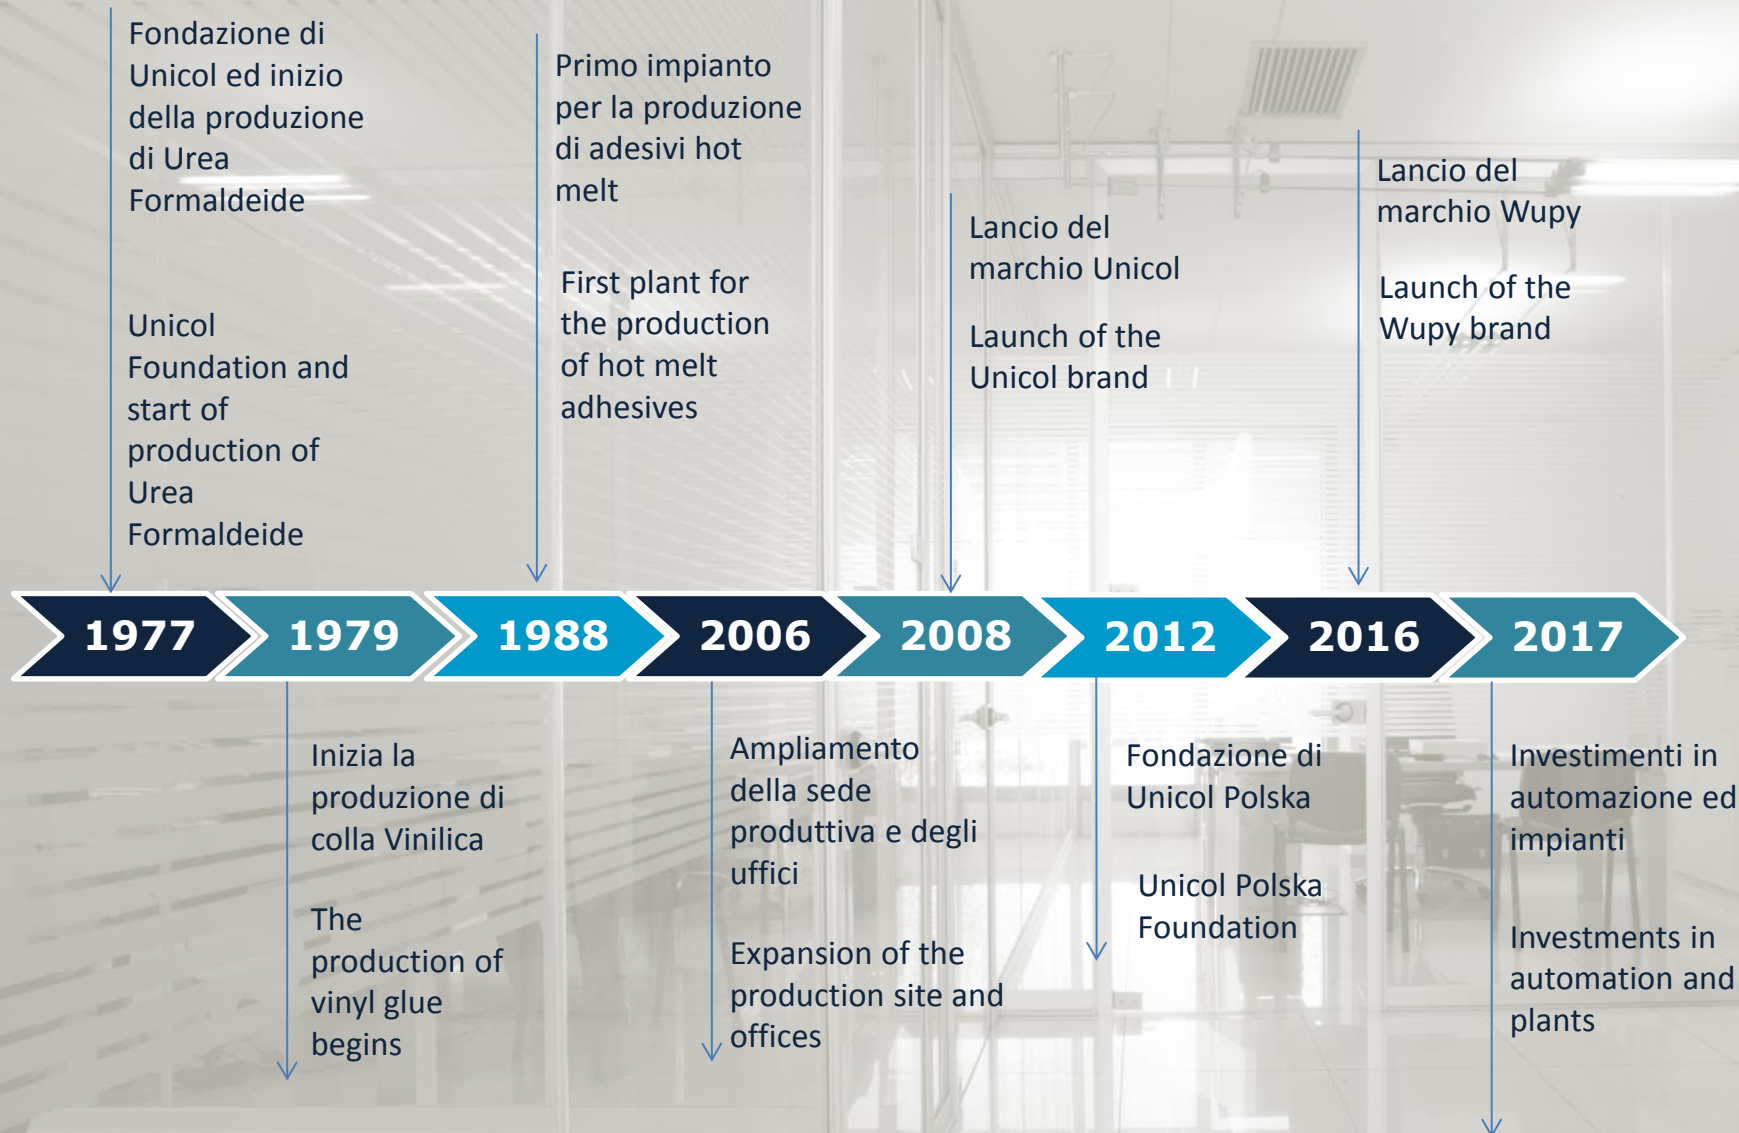 Fondazione di
Unicol ed inizio
della produzione
di Urea
Formaldeide
Unicol
Foundation and
start of
production of
Urea
Formaldeide
Primo impianto
per la produzione
di adesivi hot
melt
First plant for
the production
of hot melt
adhesives
Lancio del
marchio Unicol
Launch of the
Unicol brand
Lancio del
marchio Wupy
Launch of the
Wupy brand
1977
1979
1988
2006
2008
2012
2016
2017
Inizia la
produzione di
colla Vinilica
The
production of
vinyl glue
begins
Ampliamento
della sede
produttiva e degli
uffici
Expansion of the
production site and
offices
Fondazione di
Unicol Polska
Unicol Polska
Foundation
Investimenti in
automazione ed
impianti
Investments in
automation and
plants